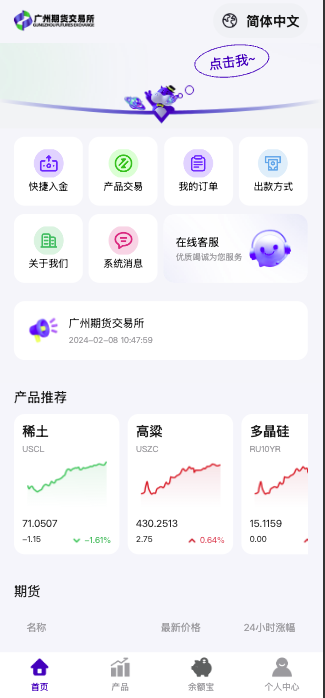 广州期货交易所
GUANGZHOU FUTURES EXCHANGE
简体中文
点击我~
快捷入金
产品交易
我的订单
出款方式
关于我们
系统消息
在线客服
优质竭诚为您服务
广州期货交易所
2024-02-08 10:47:59
产品推荐
稀土
USCL
71.0507
-1.15
-1.61%
高粱
USZC
430.2513
2.75
0.64%
多晶硅
RU10YR
15.1159
0.00
期货
名称
最新价格
24小时涨幅
首页
产品
余额宝
个人中心